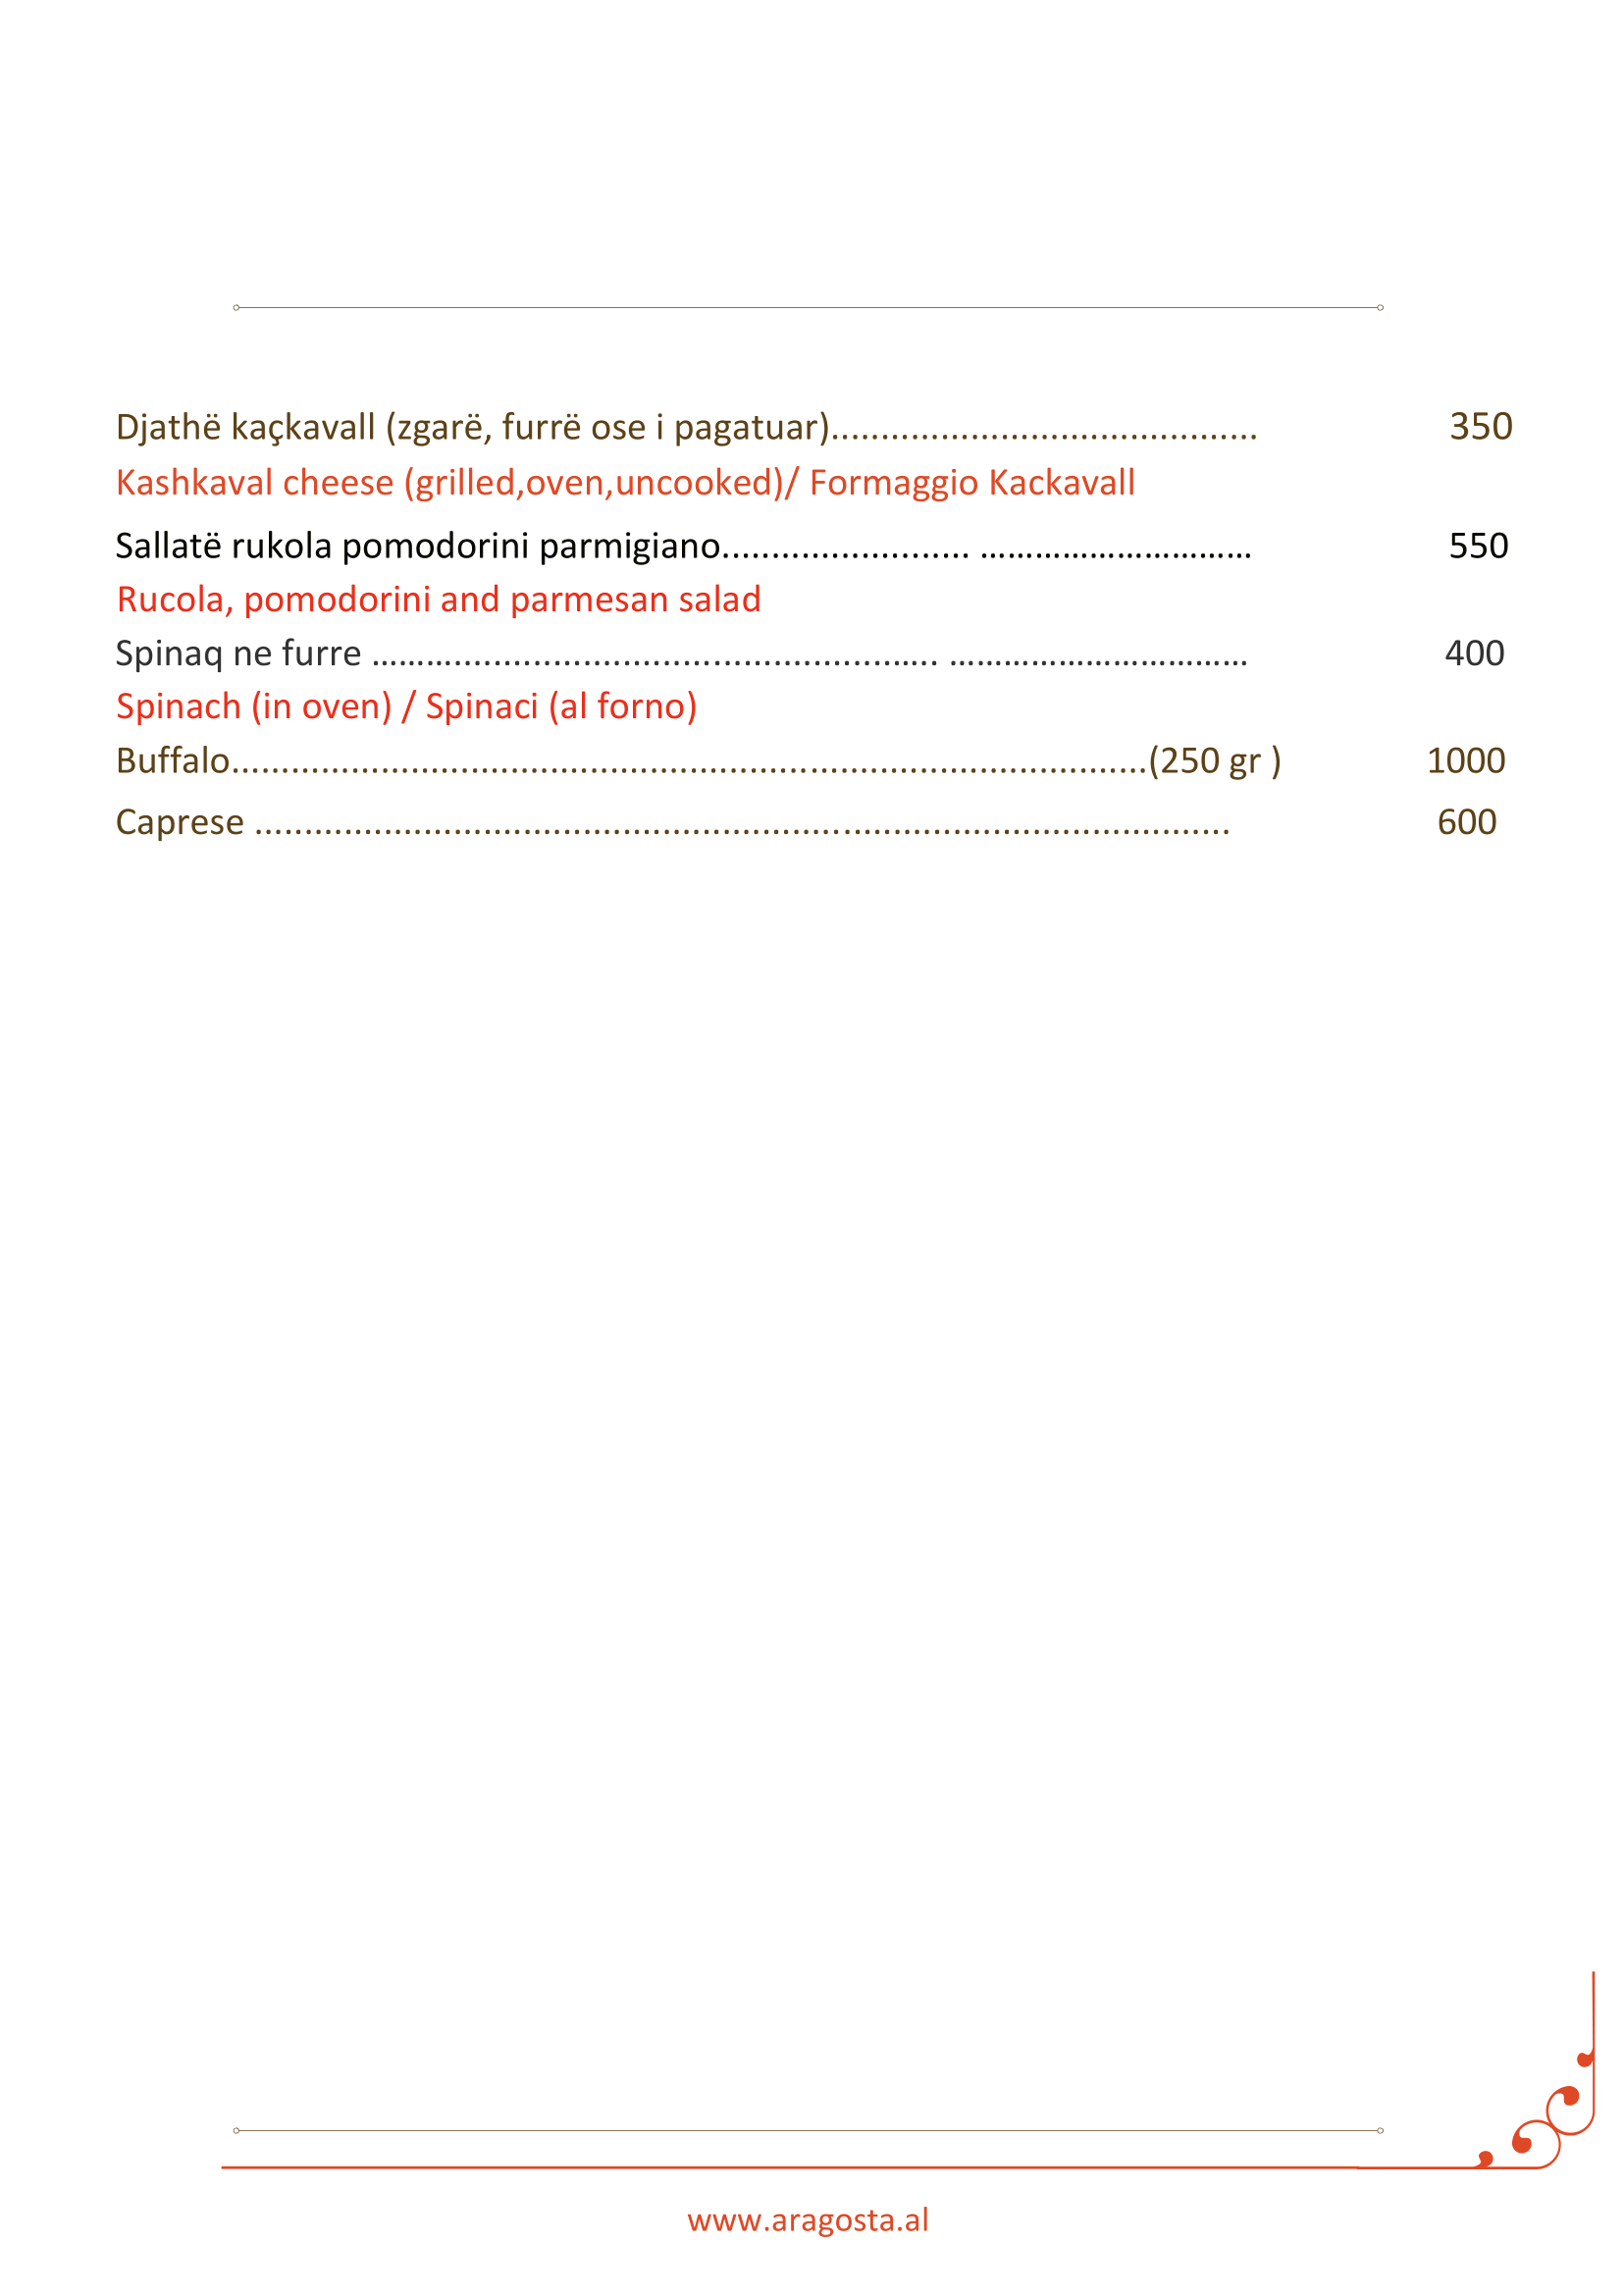 Djathë kaçkavall (zgarë, furrë ose i pagatuar)........................................... 350
Kashkaval cheese (grilled,oven,uncooked)/ Formaggio Kackavall
Sallatë rukola pomodorini parmigiano......................... ………………………… 550
Rucola, pomodorini and parmesan salad
Spinaq ne furre ………................................................. …………………………… 400
Spinach (in oven) / Spinaci (al forno)
Buffalo............................................................................................(250 gr ) 1000
Caprese .................................................................................................. 600
www.aragosta.al